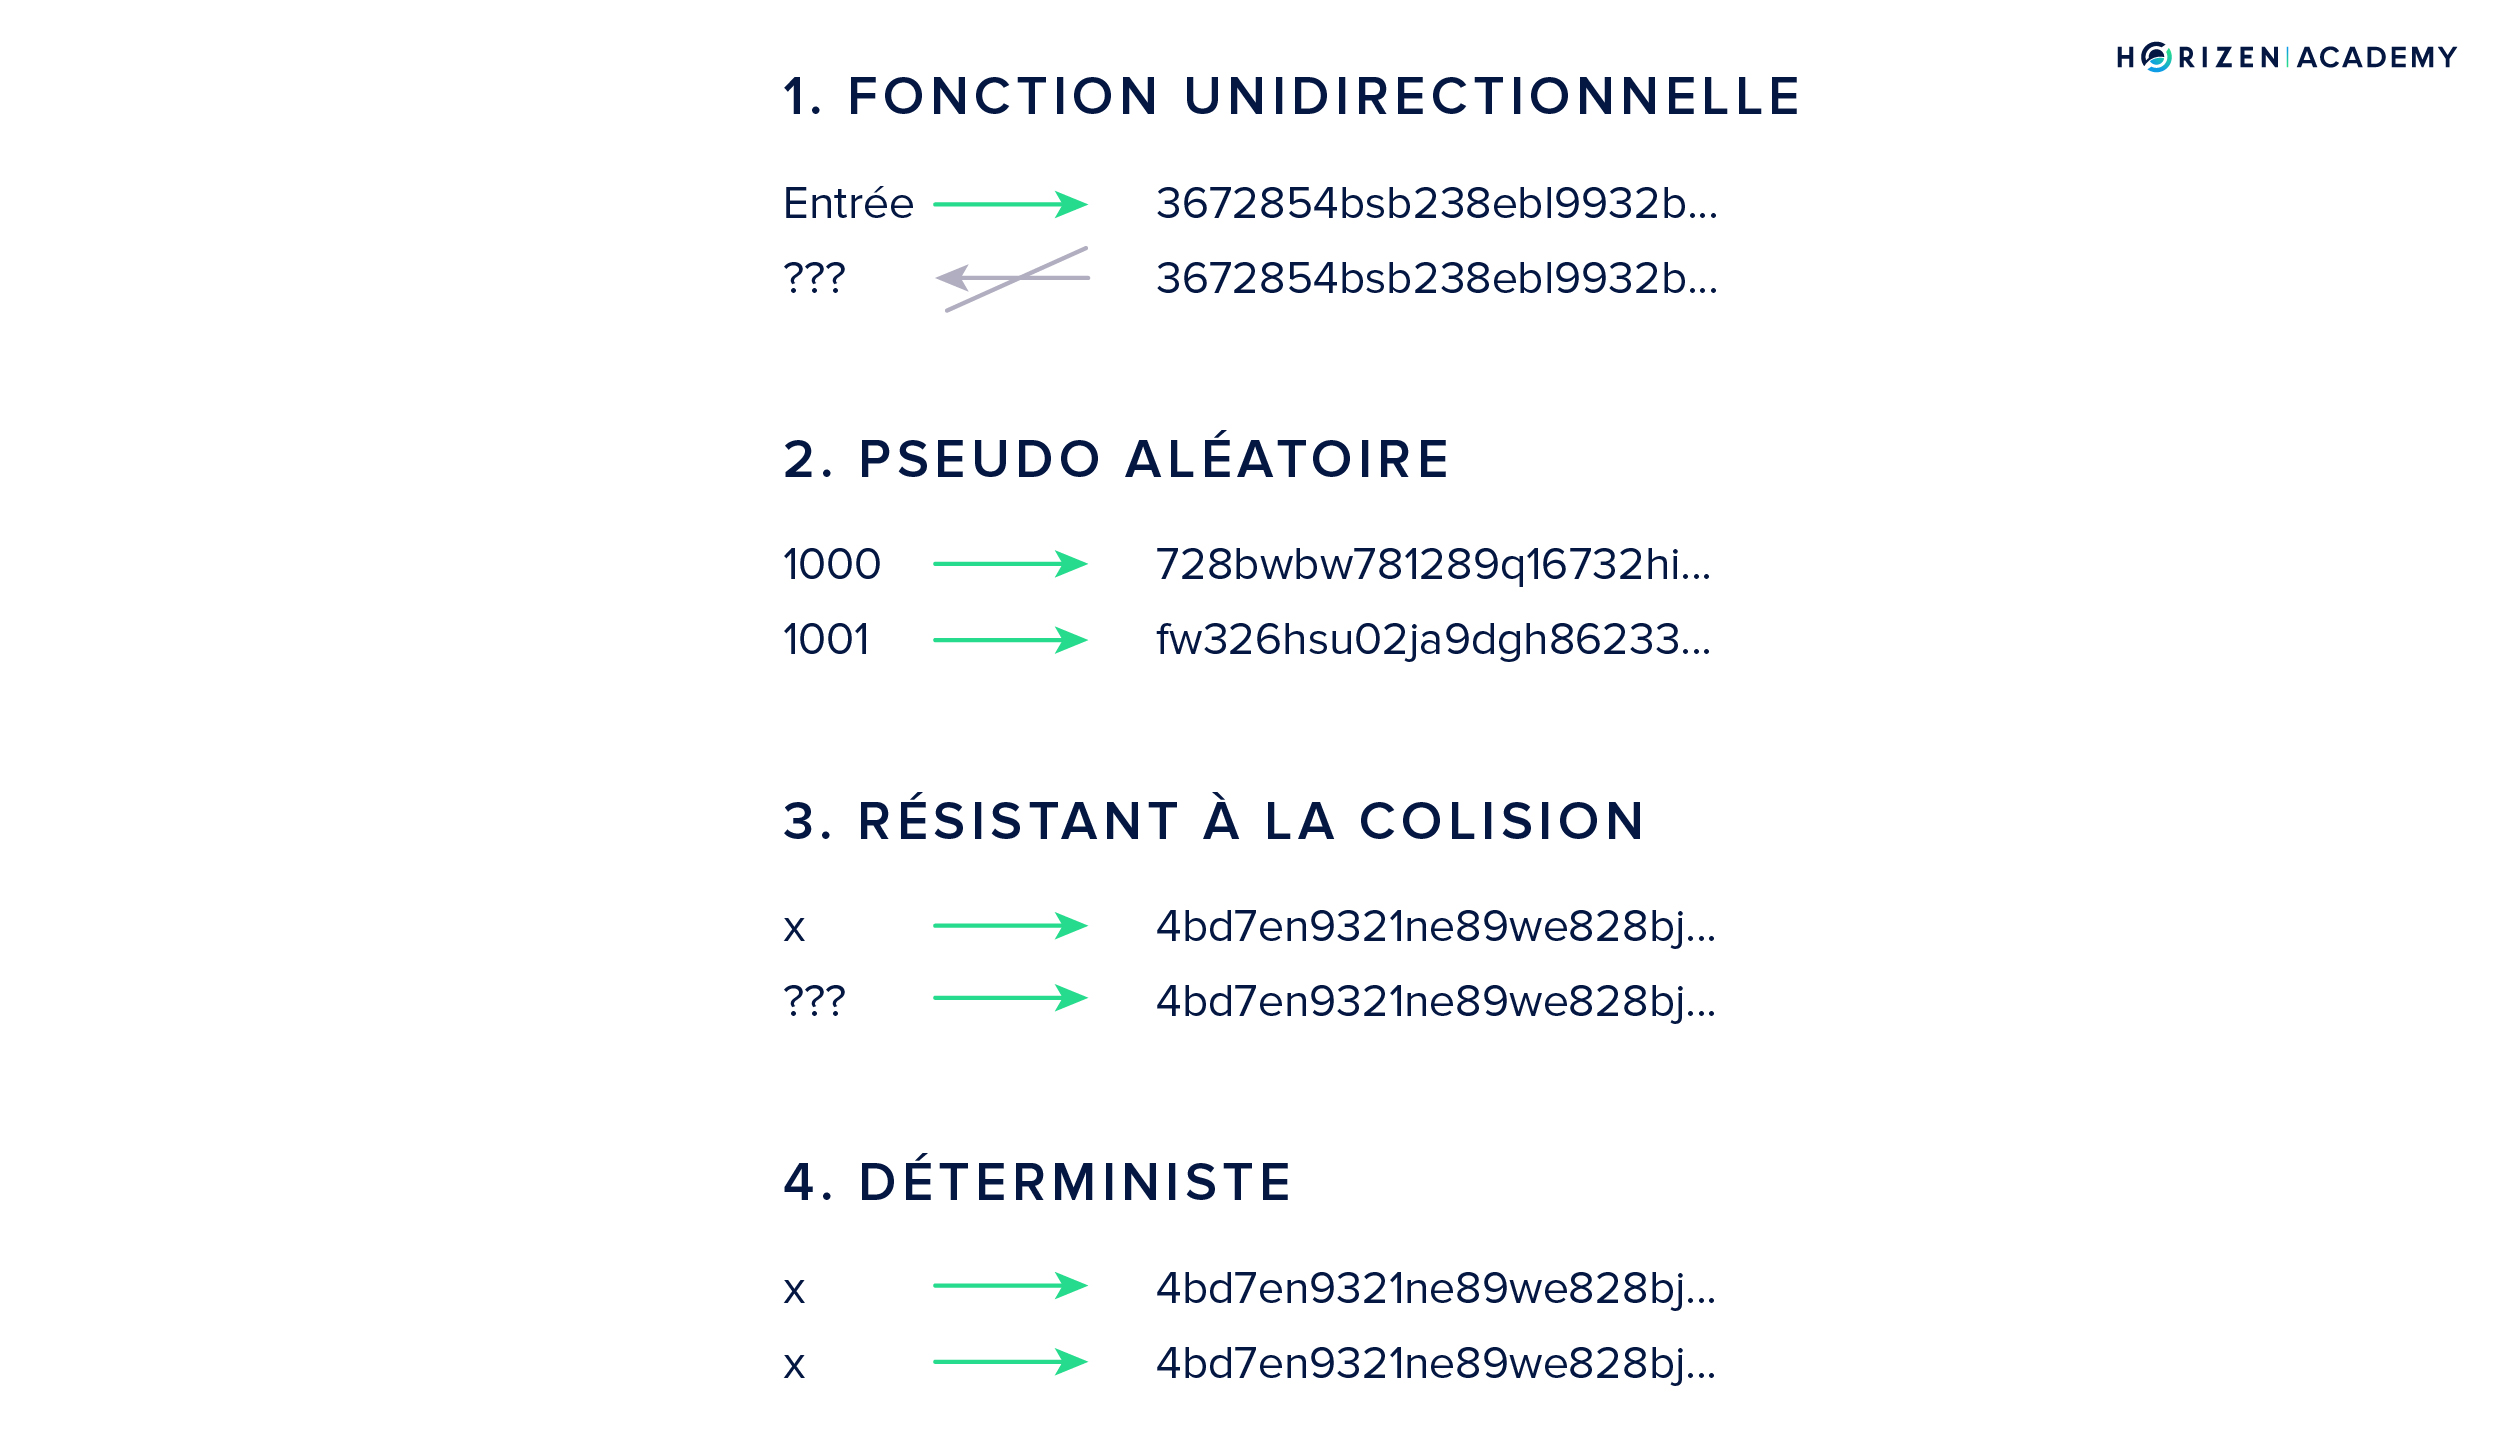 HORIZEN ACADEMY
1. FONCTION UNIDIRECTIONNELLE
Entrée 3672854bsb238ebl9932b...
??? 3672854bsb238ebl9932b...
2. PSEUDO ALÉATOIRE
1000 728bwbw781289q16732hi...
1001 fw326hsu02ja9dgh86233...
3. RÉSISTANT À LA COLISION
x 4bd7en9321ne89we828bj...
??? 4bd7en9321ne89we828bj...
4. DÉTERMINISTE
x 4bd7en9321ne89we828bj...
x 4bd7en9321ne89we828bj...